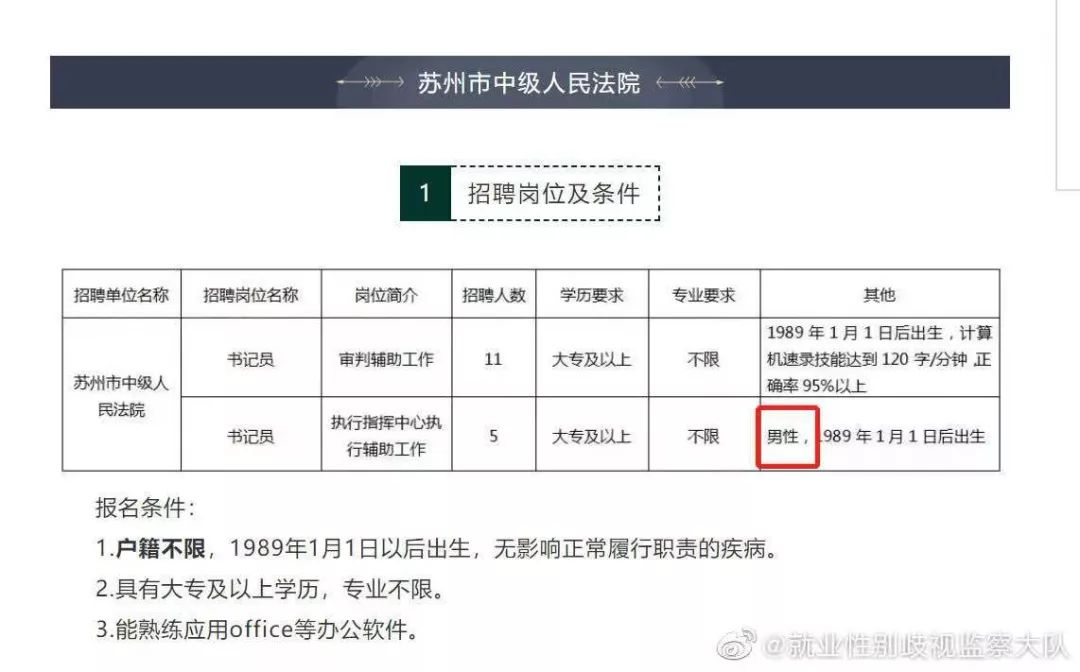 苏州市中级人民法院
1 招聘岗位及条件
招聘单位名称 招聘岗位名称 岗位简介 招聘人数 学历要求 专业要求 其他
苏州市中级人
民法院
书记员 审判辅助工作 11 大专及以上 不限
1989 年 1 月 1 日后出生，计算
机速录技能达到 120 字/分钟，正
确率 95%以上
书记员
执行指挥中心执
行辅助工作
5 大专及以上 不限 男性，1989 年 1 月 1 日后出生
报名条件：
1.户籍不限，1989年1月1日以后出生，无影响正常履行职责的疾病。
2.具有大专及以上学历，专业不限。
3.能熟练应用office等办公软件。
@就业性别歧视监察大队